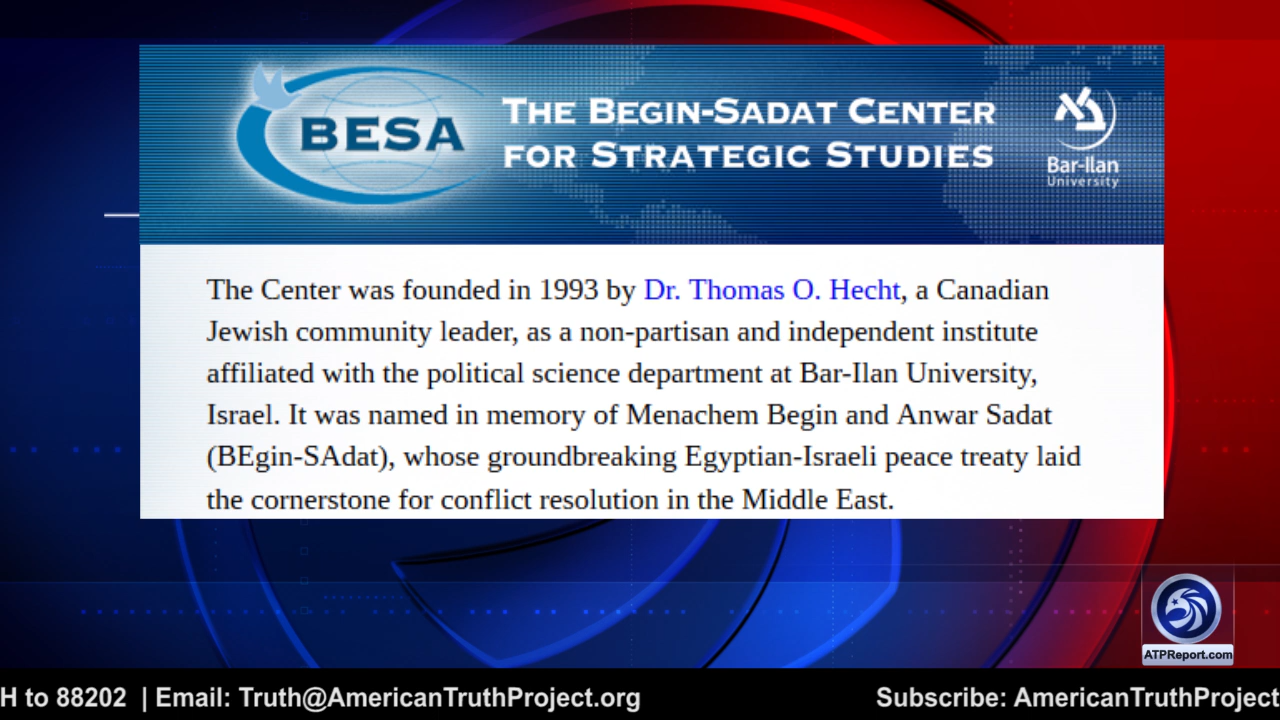 BESA
THE BEGIN-SADAT CENTER
FOR STRATEGIC STUDIES
Bar-Ilan
University
The Center was founded in 1993 by Dr. Thomas O. Hecht, a Canadian
Jewish community leader, as a non-partisan and independent institute
affiliated with the political science department at Bar-Ilan University,
Israel. It was named in memory of Menachem Begin and Anwar Sadat
(BEgin-SAdat), whose groundbreaking Egyptian-Israeli peace treaty laid
the cornerstone for conflict resolution in the Middle East.
ATPReport.com
H to 88202 | Email: Truth@AmericanTruthProject.org Subscribe: AmericanTruthProject